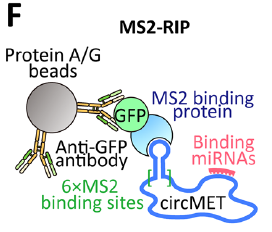 F
MS2-RIP
Protein A/G
beads
GFP
MS2 binding
protein
Anti-GFP
antibody
Binding
miRNAs
6×MS2
binding sites
circMET